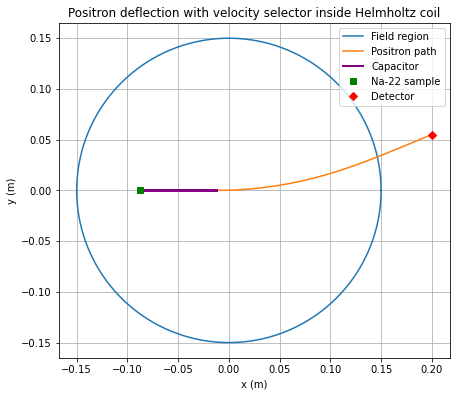 Positron deflection with velocity selector inside Helmholtz coil
Field region
Positron path
Capacitor
Na-22 sample
Detector
0.15
0.10
0.05
0.00
−0.05
−0.10
−0.15
y (m)
−0.15 −0.10 −0.05 0.00 0.05 0.10 0.15 0.20
x (m)